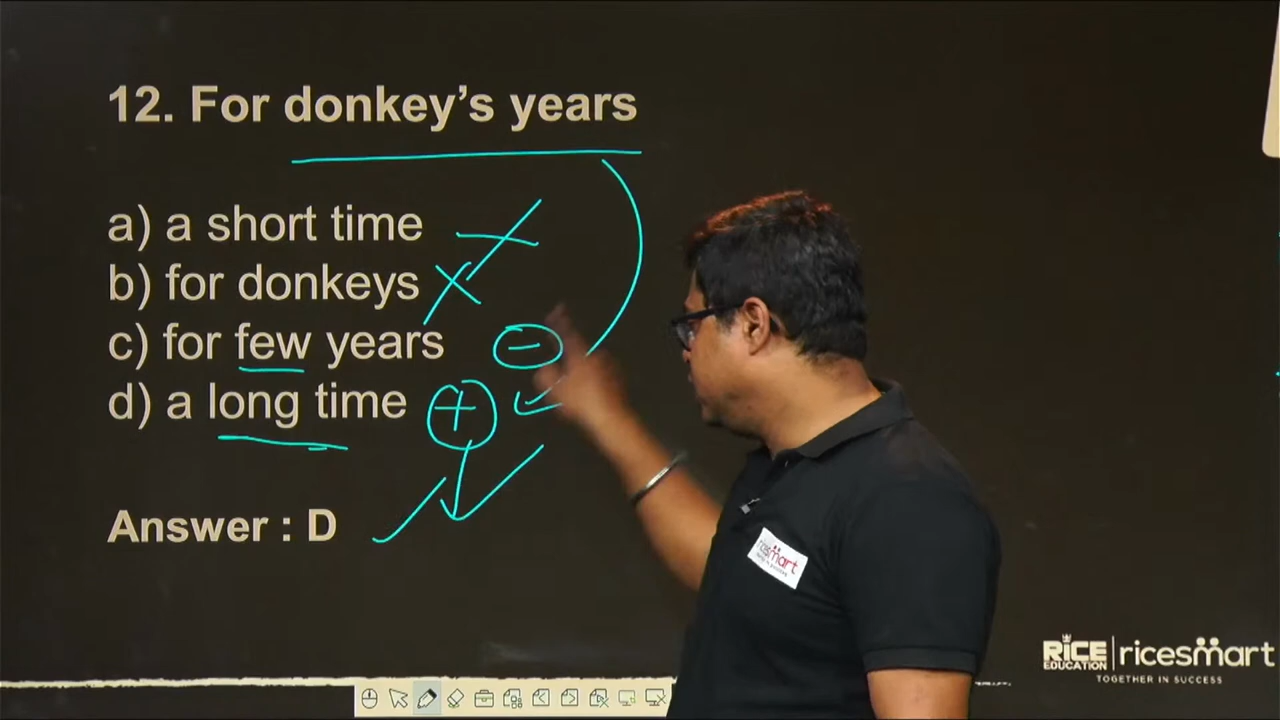 12. For donkey's years
a) a short time
b) for donkeys
c) for few years
d) a long time
Answer : D
ricesmart
RICE
EDUCATION
ricesmart
TOGETHER IN SUCCESS